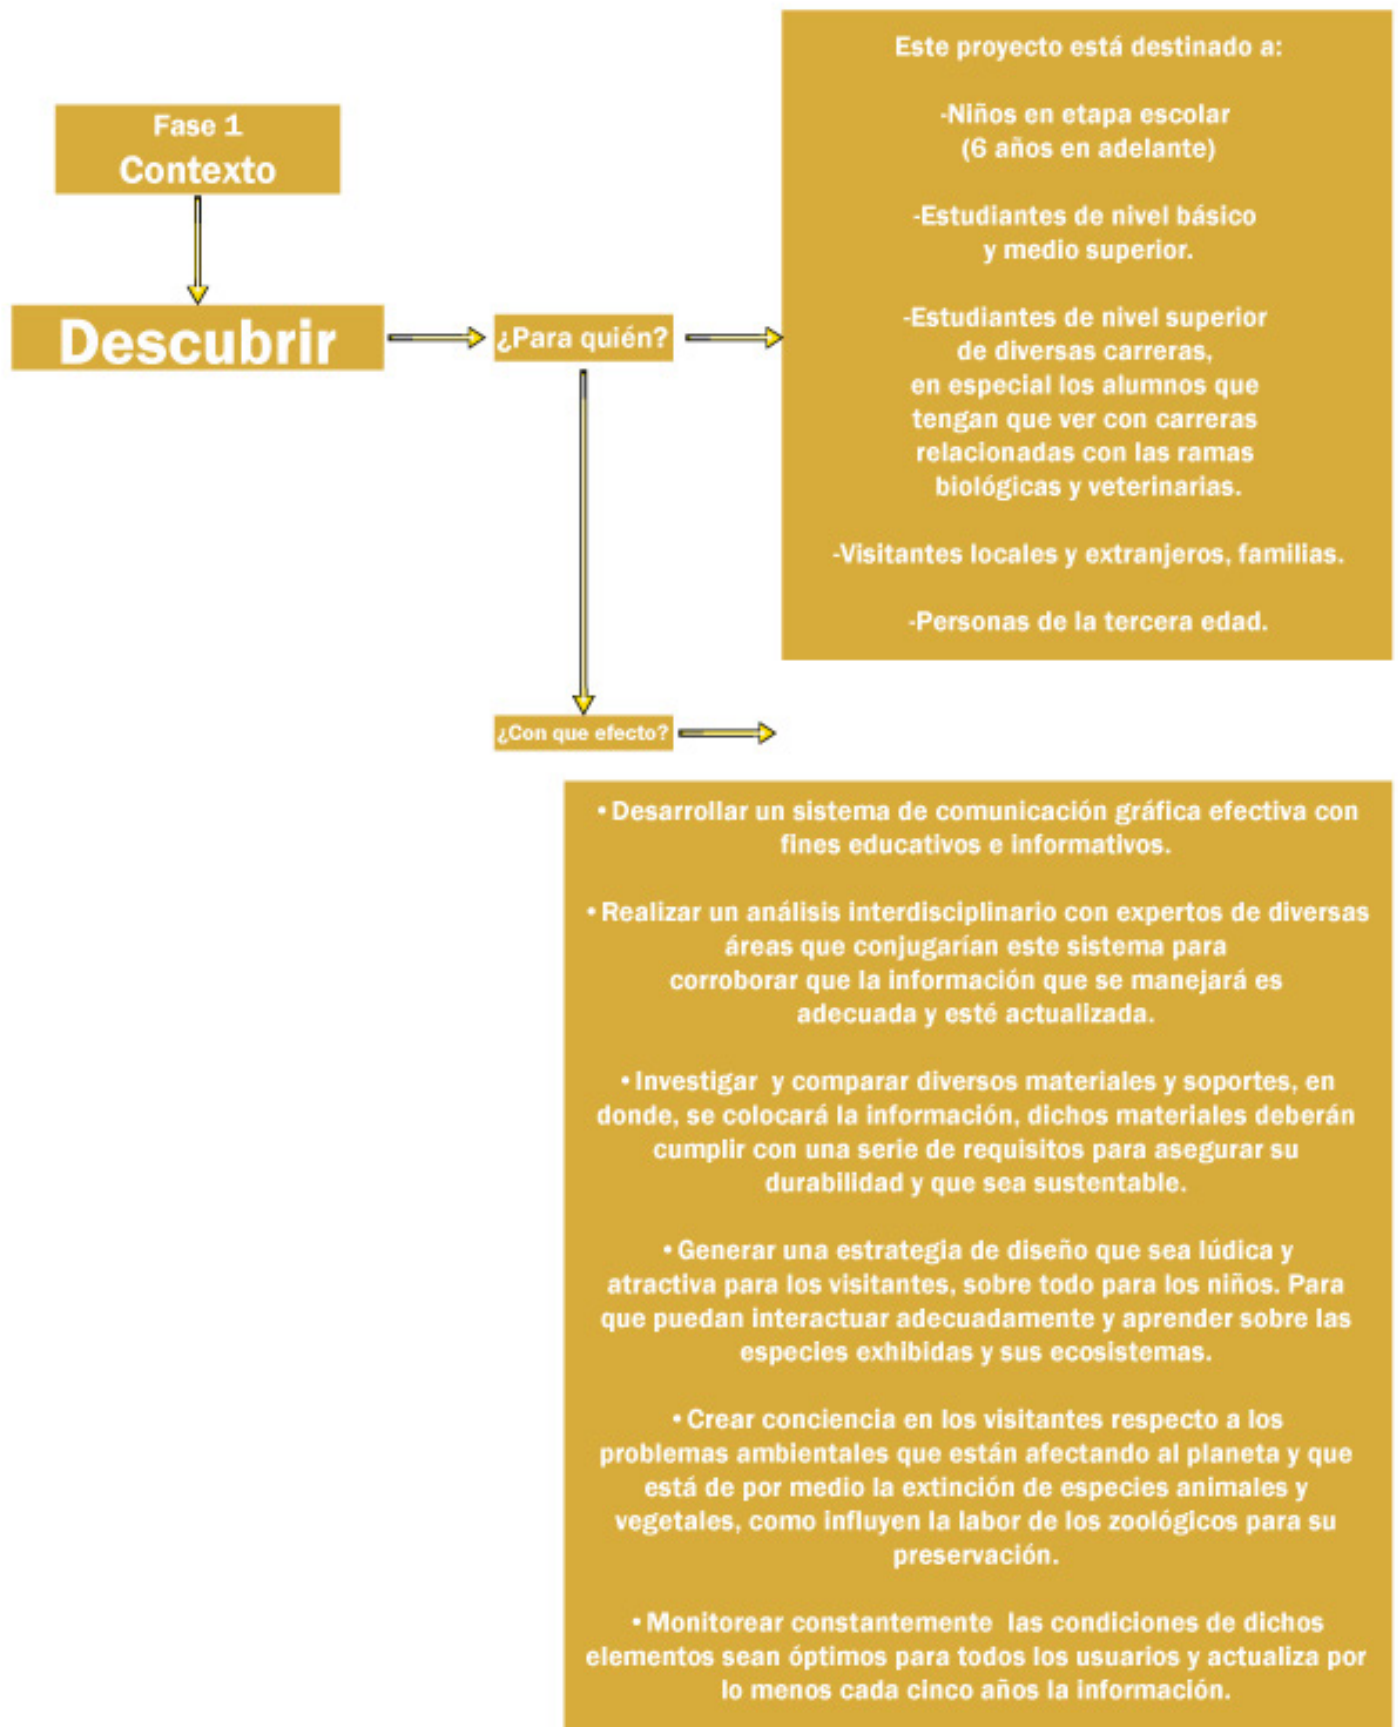 Fase 1
Contexto
Descubrir
¿Para quién?
Este proyecto está destinado a:
-Niños en etapa escolar
(6 años en adelante)
-Estudiantes de nivel básico
y medio superior.
-Estudiantes de nivel superior
de diversas carreras,
en especial los alumnos que
tengan que ver con carreras
relacionadas con las ramas
biológicas y veterinarias.
-Visitantes locales y extranjeros, familias.
-Personas de la tercera edad.
¿Con que efecto?
• Desarrollar un sistema de comunicación gráfica efectiva con
fines educativos e informativos.
• Realizar un análisis interdisciplinario con expertos de diversas
áreas que conjugarían este sistema para
corroborar que la información que se manejará es
adecuada y esté actualizada.
• Investigar y comparar diversos materiales y soportes, en
donde, se colocará la información, dichos materiales deberán
cumplir con una serie de requisitos para asegurar su
durabilidad y que sea sustentable.
• Generar una estrategia de diseño que sea lúdica y
atractiva para los visitantes, sobre todo para los niños. Para
que puedan interactuar adecuadamente y aprender sobre las
especies exhibidas y sus ecosistemas.
• Crear conciencia en los visitantes respecto a los
problemas ambientales que están afectando al planeta y que
está de por medio la extinción de especies animales y
vegetales, como influyen la labor de los zoológicos para su
preservación.
• Monitorear constantemente las condiciones de dichos
elementos sean óptimos para todos los usuarios y actualiza por
lo menos cada cinco años la información.